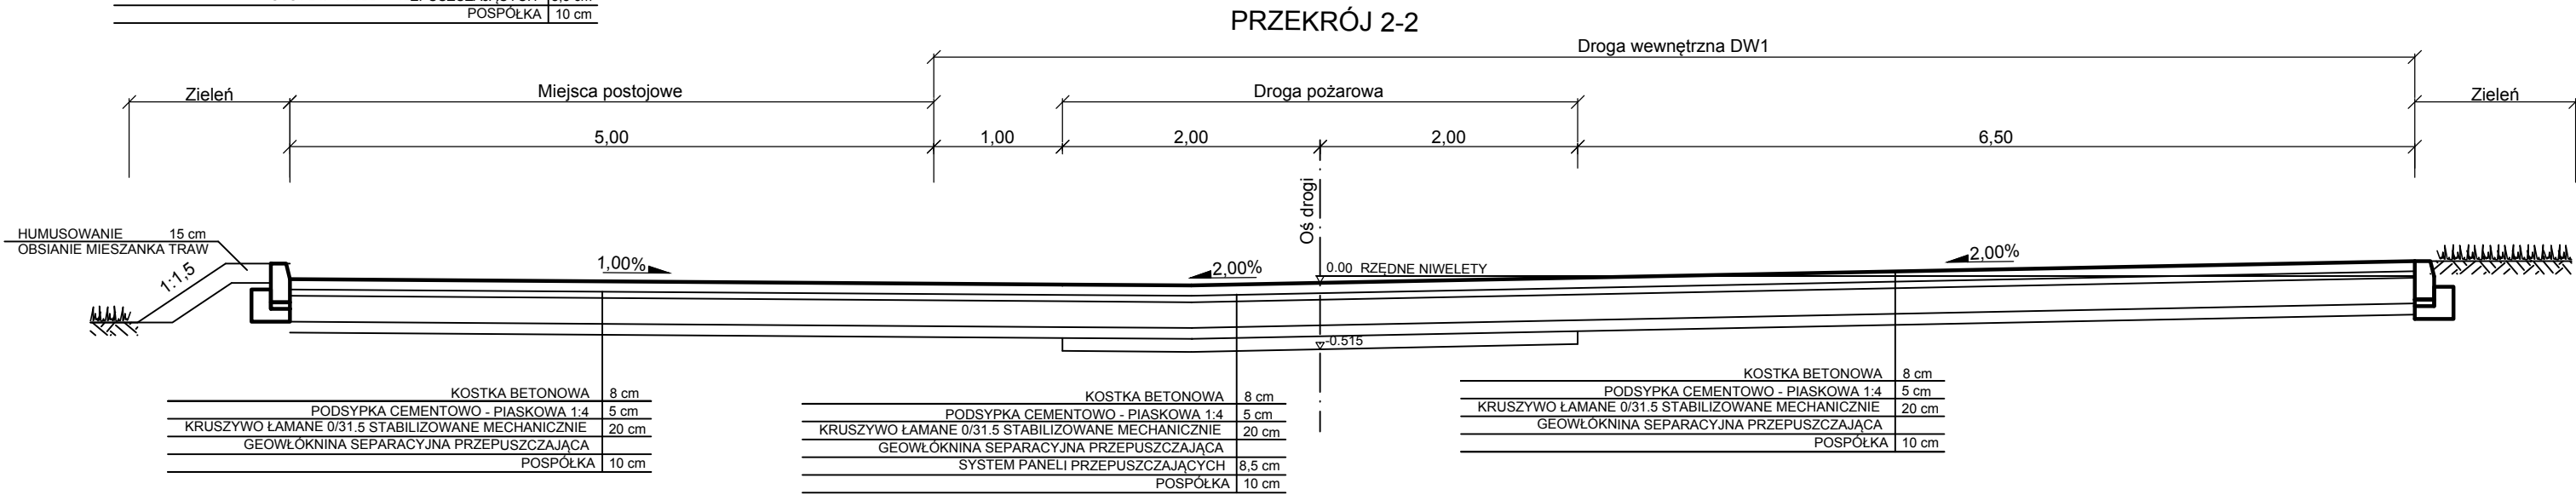 POSPÓŁKA 10 cm
PRZEKRÓJ 2-2
Droga wewnętrzna DW1
Zieleń Miejsca postojowe Droga pożarowa Zieleń
5,00 1,00 2,00 2,00 6,50
Oś drogi
HUMUSOWANIE 15 cm
OBSIANIE MIESZANKA TRAW
1:1,5
1,00% 2,00% 0.00 RZĘDNE NIWELETY 2,00%
-0.515
KOSTKA BETONOWA 8 cm
PODSYPKA CEMENTOWO - PIASKOWA 1:4 5 cm
KRUSZYWO ŁAMANE 0/31.5 STABILIZOWANE MECHANICZNIE 20 cm
GEOWŁÓKNINA SEPARACYJNA PRZEPUSZCZAJĄCA
POSPÓŁKA 10 cm
KOSTKA BETONOWA 8 cm
PODSYPKA CEMENTOWO - PIASKOWA 1:4 5 cm
KRUSZYWO ŁAMANE 0/31.5 STABILIZOWANE MECHANICZNIE 20 cm
GEOWŁÓKNINA SEPARACYJNA PRZEPUSZCZAJĄCA
SYSTEM PANELI PRZEPUSZCZAJĄCYCH 8,5 cm
POSPÓŁKA 10 cm
KOSTKA BETONOWA 8 cm
PODSYPKA CEMENTOWO - PIASKOWA 1:4 5 cm
KRUSZYWO ŁAMANE 0/31.5 STABILIZOWANE MECHANICZNIE 20 cm
GEOWŁÓKNINA SEPARACYJNA PRZEPUSZCZAJĄCA
POSPÓŁKA 10 cm